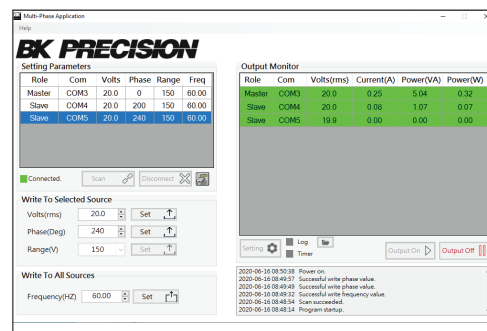 Multi-Phase Application
Help
BK PRECISION
Setting Parameters
Role Com Volts Phase Range Freq
Master COM3 20.0 0 150 60.00
Slave COM4 20.0 200 150 60.00
Slave COM5 20.0 240 150 60.00
Connected. Scan Disconnect
Write To Selected Source
Volts(rms) 20.0 Set
Phase(Deg) 240 Set
Range(V) 150 Set
Write To All Sources
Frequency(HZ) 60.00 Set
Output Monitor
Role Com Volts(rms) Current(A) Power(VA) Power(W)
Master COM3 20.0 0.25 5.04 0.32
Slave COM4 20.0 0.08 1.07 0.07
Slave COM5 19.9 0.00 0.00 0.00
Setting Log Timer Output On Output Off
2020-06-16 08:50:38 Power on.
2020-06-16 08:49:57 Successful write phase value.
2020-06-16 08:49:49 Successful write phase value.
2020-06-16 08:49:32 Successful write frequency value.
2020-06-16 08:48:54 Scan succeeded.
2020-06-16 08:48:14 Program startup.